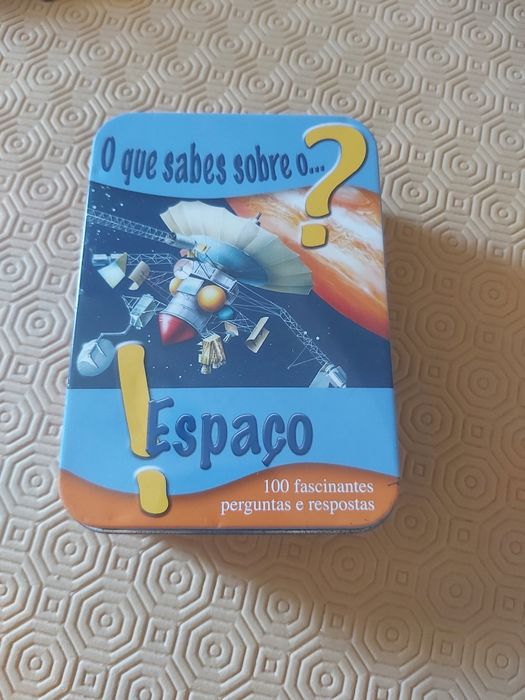 O que sabes sobre o...?
! Espaço
100 fascinantes
perguntas e respostas